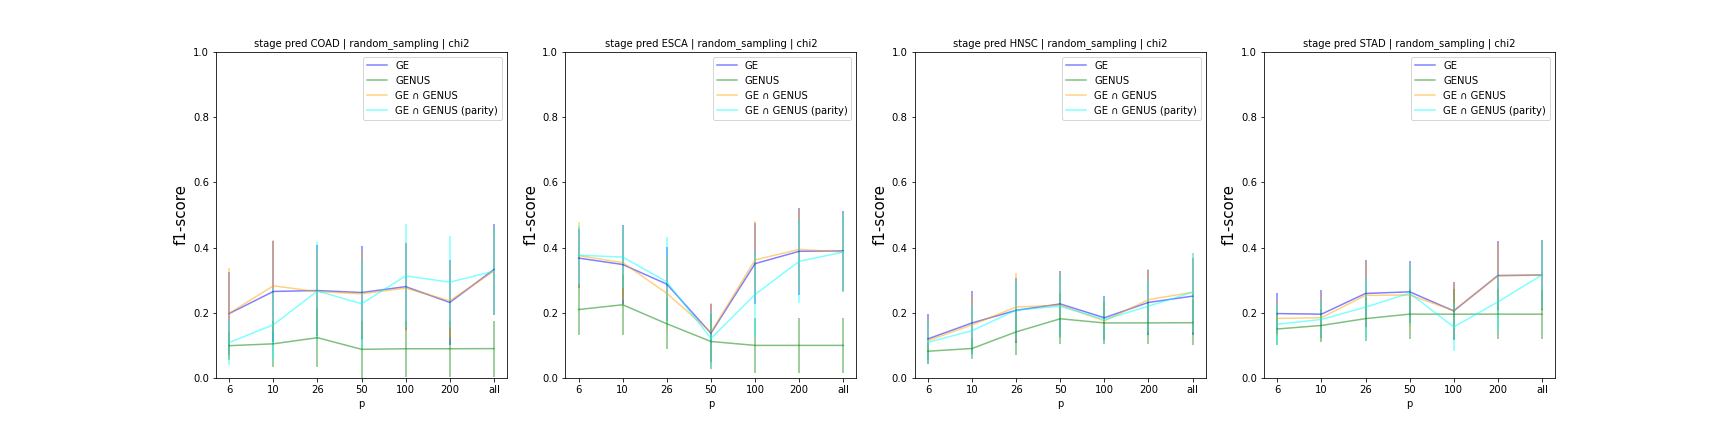 stage pred COAD | random_sampling | chi2
1.0
0.8
0.6
0.4
0.2
0.0
f1-score
GE
GENUS
GE ∩ GENUS
GE ∩ GENUS (parity)
6 10 26 50 100 200 all
p
stage pred ESCA | random_sampling | chi2
1.0
0.8
0.6
0.4
0.2
0.0
f1-score
GE
GENUS
GE ∩ GENUS
GE ∩ GENUS (parity)
6 10 26 50 100 200 all
p
stage pred HNSC | random_sampling | chi2
1.0
0.8
0.6
0.4
0.2
0.0
f1-score
GE
GENUS
GE ∩ GENUS
GE ∩ GENUS (parity)
6 10 26 50 100 200 all
p
stage pred STAD | random_sampling | chi2
1.0
0.8
0.6
0.4
0.2
0.0
f1-score
GE
GENUS
GE ∩ GENUS
GE ∩ GENUS (parity)
6 10 26 50 100 200 all
p